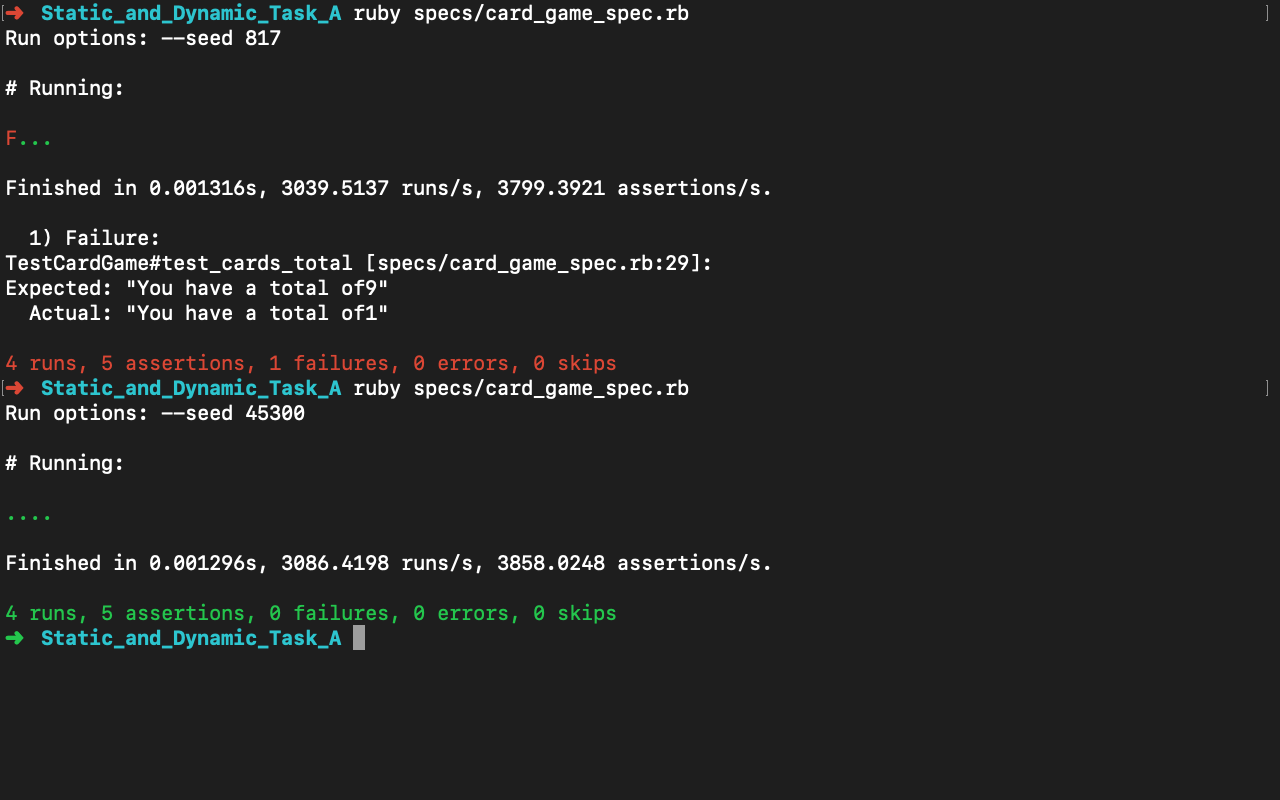 [➜ Static_and_Dynamic_Task_A ruby specs/card_game_spec.rb ]
Run options: --seed 817
# Running:
F...
Finished in 0.001316s, 3039.5137 runs/s, 3799.3921 assertions/s.
1) Failure:
TestCardGame#test_cards_total [specs/card_game_spec.rb:29]:
Expected: "You have a total of9"
Actual: "You have a total of1"
4 runs, 5 assertions, 1 failures, 0 errors, 0 skips
[➜ Static_and_Dynamic_Task_A ruby specs/card_game_spec.rb ]
Run options: --seed 45300
# Running:
....
Finished in 0.001296s, 3086.4198 runs/s, 3858.0248 assertions/s.
4 runs, 5 assertions, 0 failures, 0 errors, 0 skips
➜ Static_and_Dynamic_Task_A